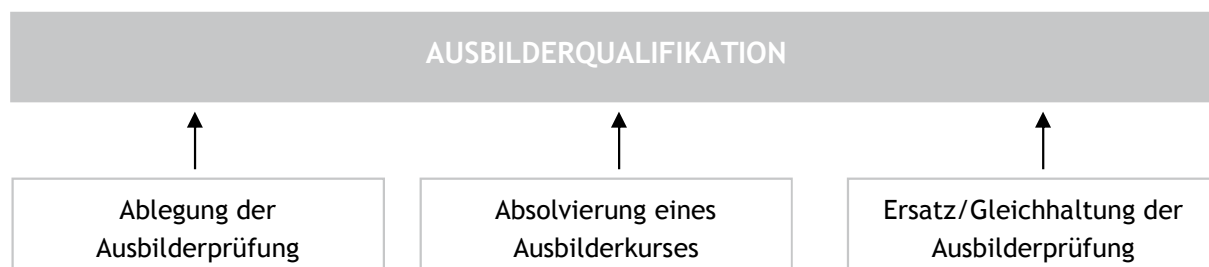 AUSBILDERQUALIFIKATION
Ablegung der
Ausbilderprüfung
Absolvierung eines
Ausbilderkurses
Ersatz/Gleichhaltung der
Ausbilderprüfung